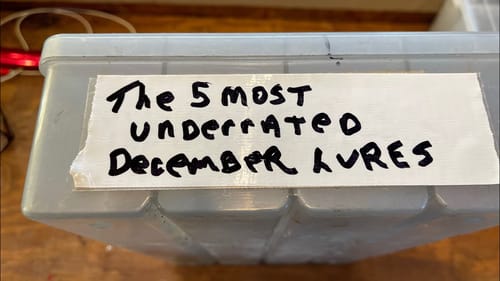 The 5 MOST
UNDERRATED
DECEMBER LURES